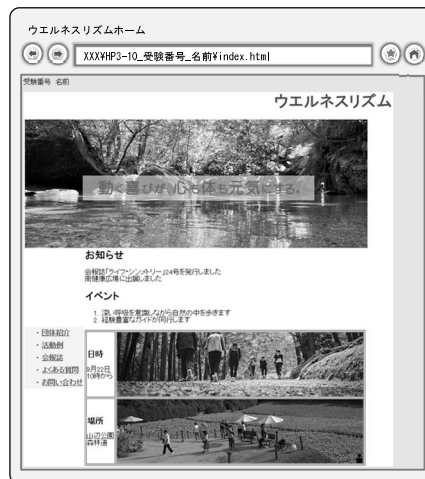 ウエルネスリズムホーム
XXX¥HP3-10_受験番号_名前¥index.html
受験番号 名前
ウエルネスリズム
動く喜びが、心も体も元気にする。
お知らせ
会報誌「ライフ・シンメトリー」24号を発行しました
南健康広場に出展しました
イベント
1. 深い呼吸を意識しながら自然の中を歩きます
2. 経験豊富なガイドが同行します
・団体紹介
・活動例
・会報誌
・よくある質問
・お問い合わせ
日時
9月22日
10時から
場所
山辺公園
森林道